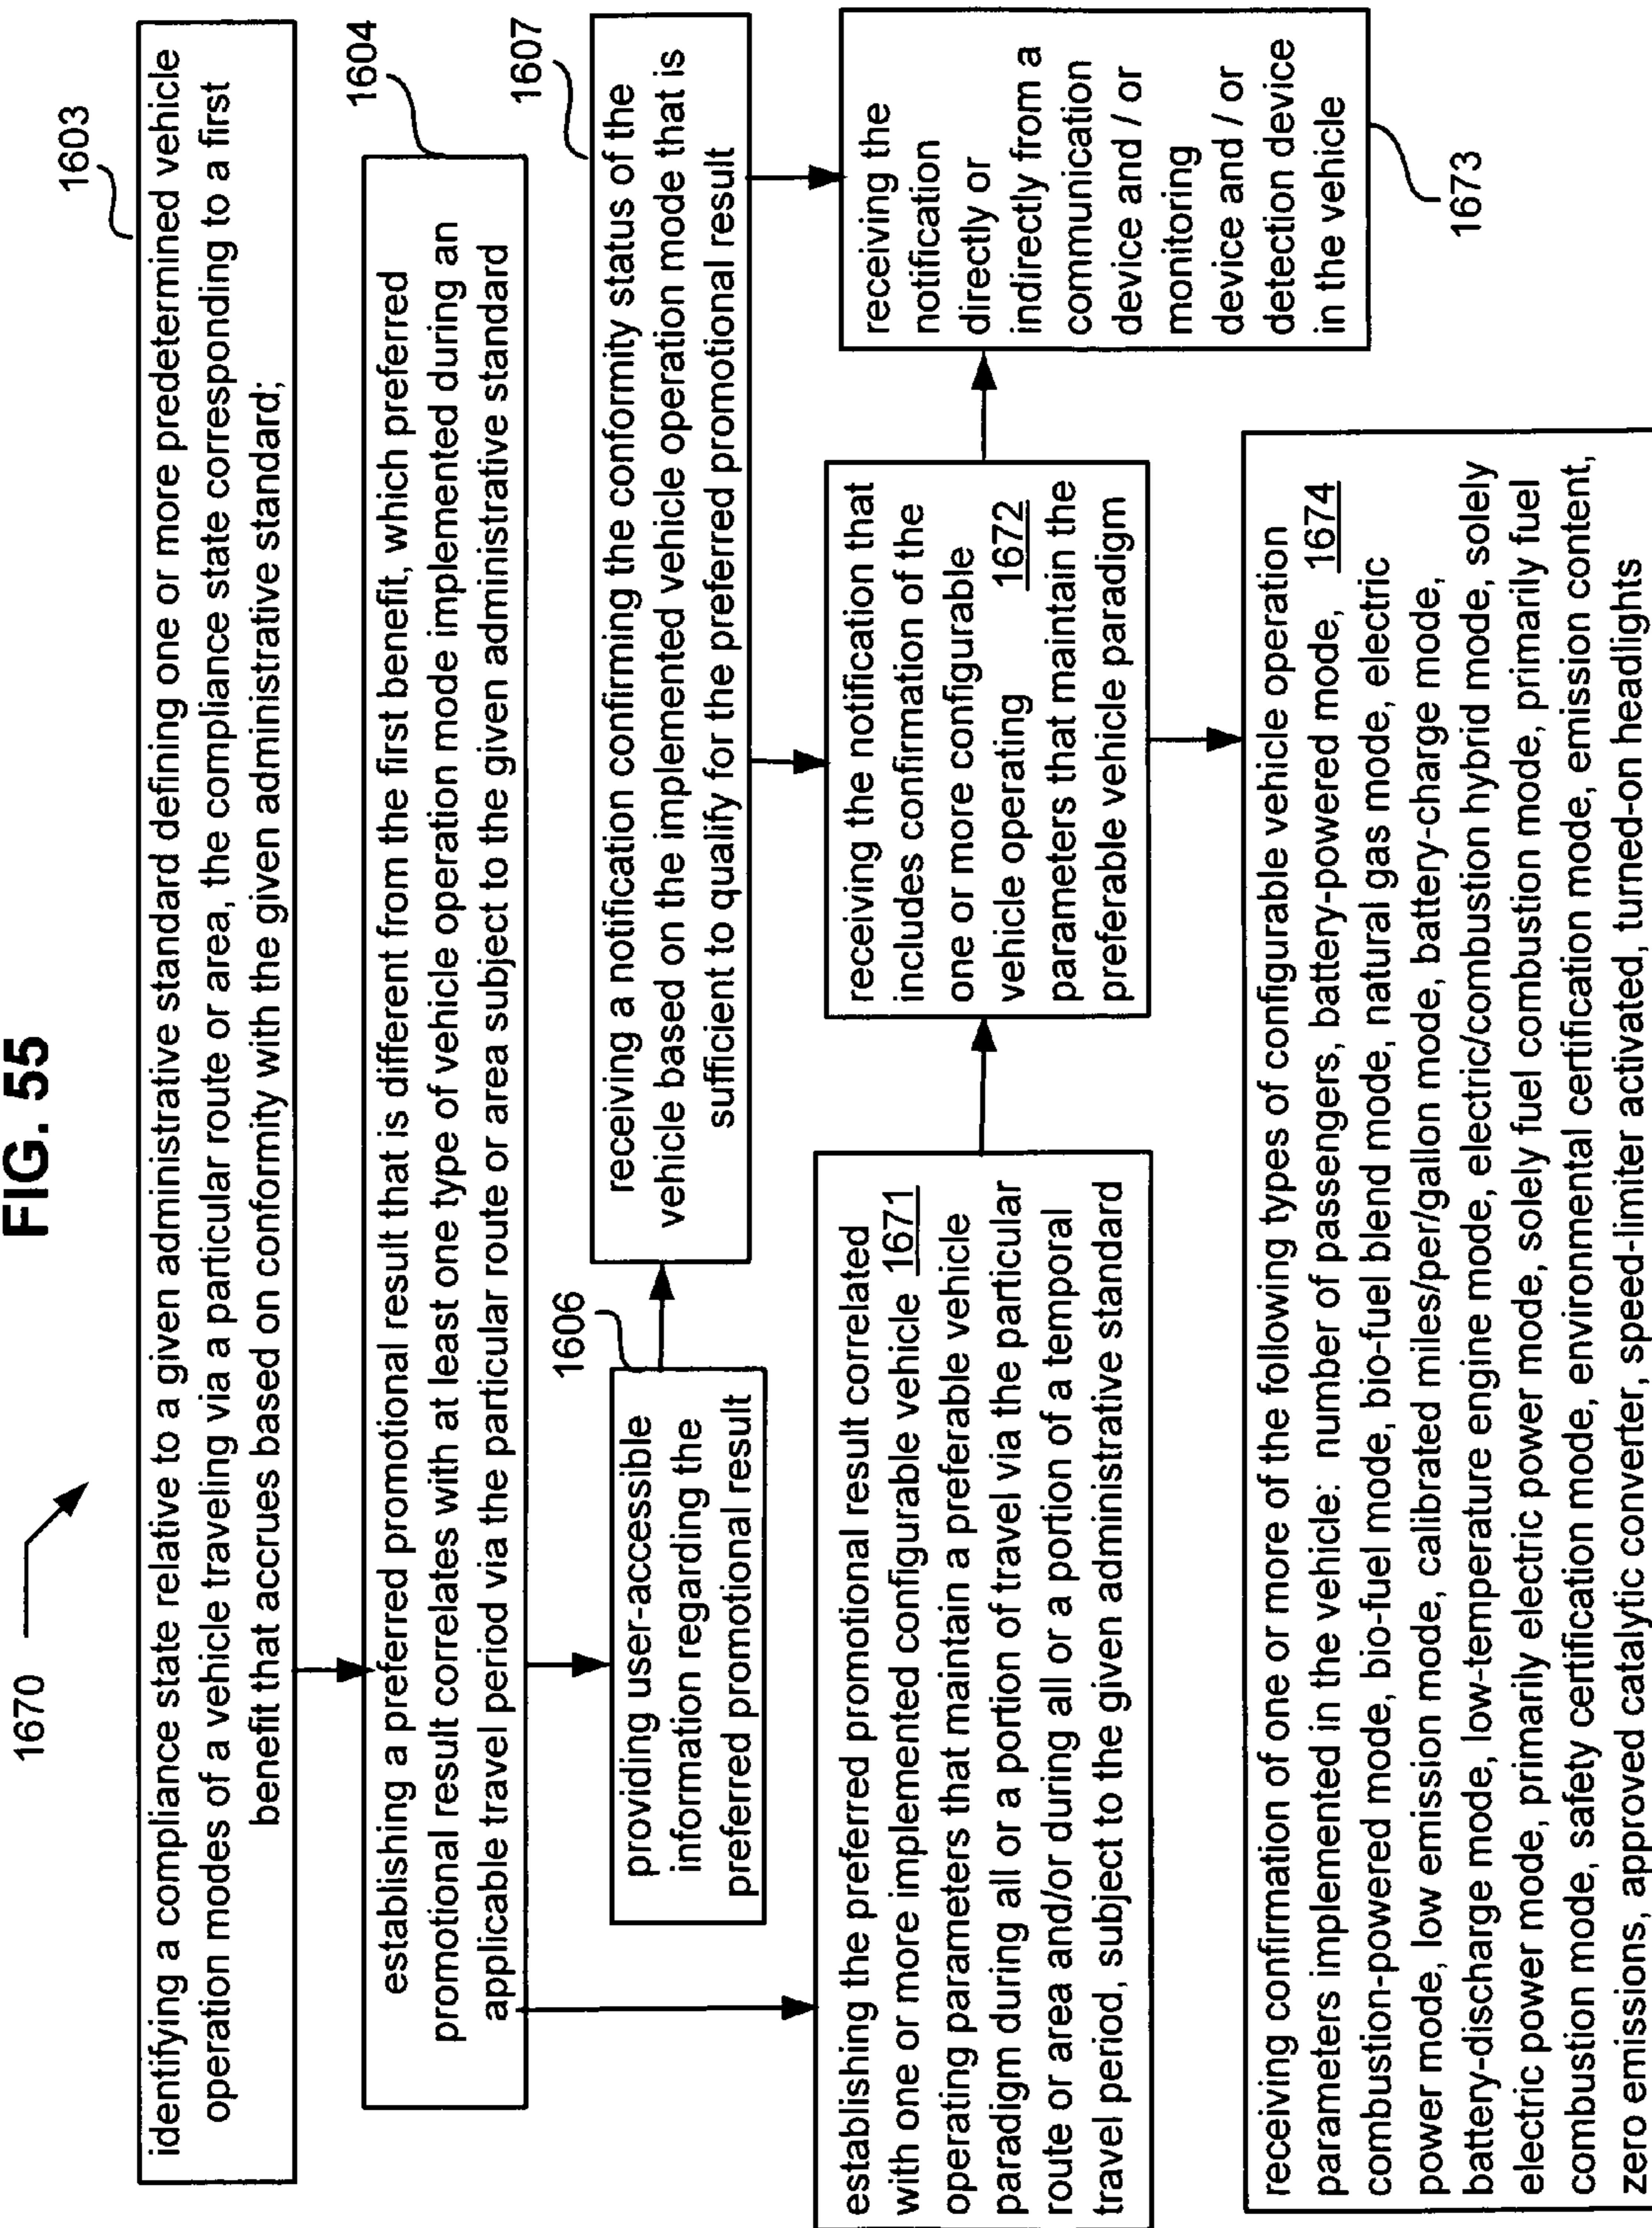 FIG. 55
1670
1603
identifying a compliance state relative to a given administrative standard defining one or more predetermined vehicle
operation modes of a vehicle traveling via a particular route or area, the compliance state corresponding to a first
benefit that accrues based on conformity with the given administrative standard;
1604
establishing a preferred promotional result that is different from the first benefit, which preferred
promotional result correlates with at least one type of vehicle operation mode implemented during an
applicable travel period via the particular route or area subject to the given administrative standard
1606
providing user-accessible
information regarding the
preferred promotional result
1607
receiving a notification confirming the conformity status of the
vehicle based on the implemented vehicle operation mode that is
sufficient to qualify for the preferred promotional result
establishing the preferred promotional result correlated
with one or more implemented configurable vehicle 1671
operating parameters that maintain a preferable vehicle
paradigm during all or a portion of travel via the particular
route or area and/or during all or a portion of a temporal
travel period, subject to the given administrative standard
receiving the notification that
includes confirmation of the
one or more configurable
vehicle operating 1672
parameters that maintain the
preferable vehicle paradigm
receiving the
notification
directly or
indirectly from a
communication
device and / or
monitoring
device and / or
detection device
in the vehicle
1673
receiving confirmation of one or more of the following types of configurable vehicle operation
parameters implemented in the vehicle: number of passengers, battery-powered mode, 1674
combustion-powered mode, bio-fuel mode, bio-fuel blend mode, natural gas mode, electric
power mode, low emission mode, calibrated miles/per/gallon mode, battery-charge mode,
battery-discharge mode, low-temperature engine mode, electric/combustion hybrid mode, solely
electric power mode, primarily electric power mode, solely fuel combustion mode, primarily fuel
combustion mode, safety certification mode, environmental certification mode, emission content,
zero emissions, approved catalytic converter, speed-limiter activated, turned-on headlights